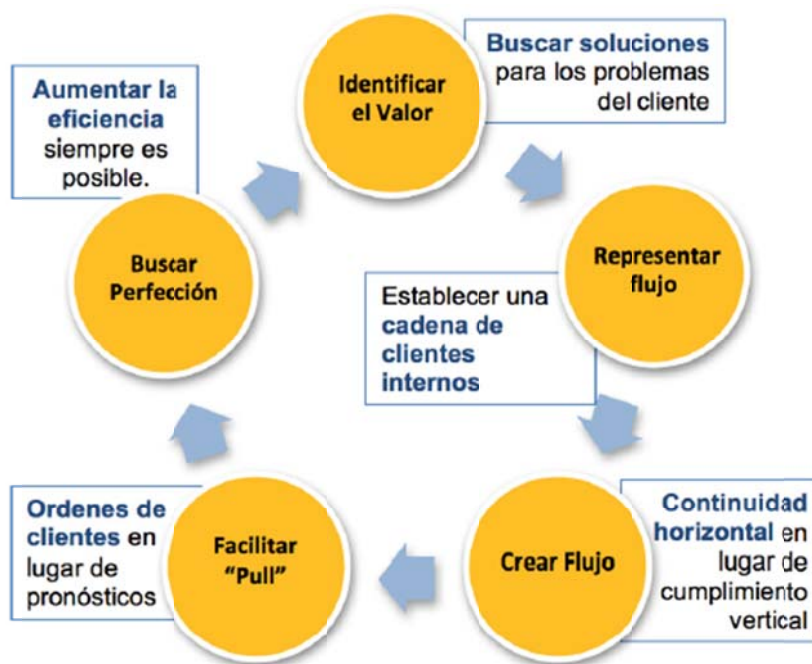 Identificar
el Valor
Buscar soluciones
para los problemas
del cliente
Representar
flujo
Establecer una
cadena de
clientes
internos
Crear Flujo
Continuidad
horizontal en
lugar de
cumplimiento
vertical
Facilitar
“Pull”
Ordenes de
clientes en
lugar de
pronósticos
Buscar
Perfección
Aumentar la
eficiencia
siempre es
posible.